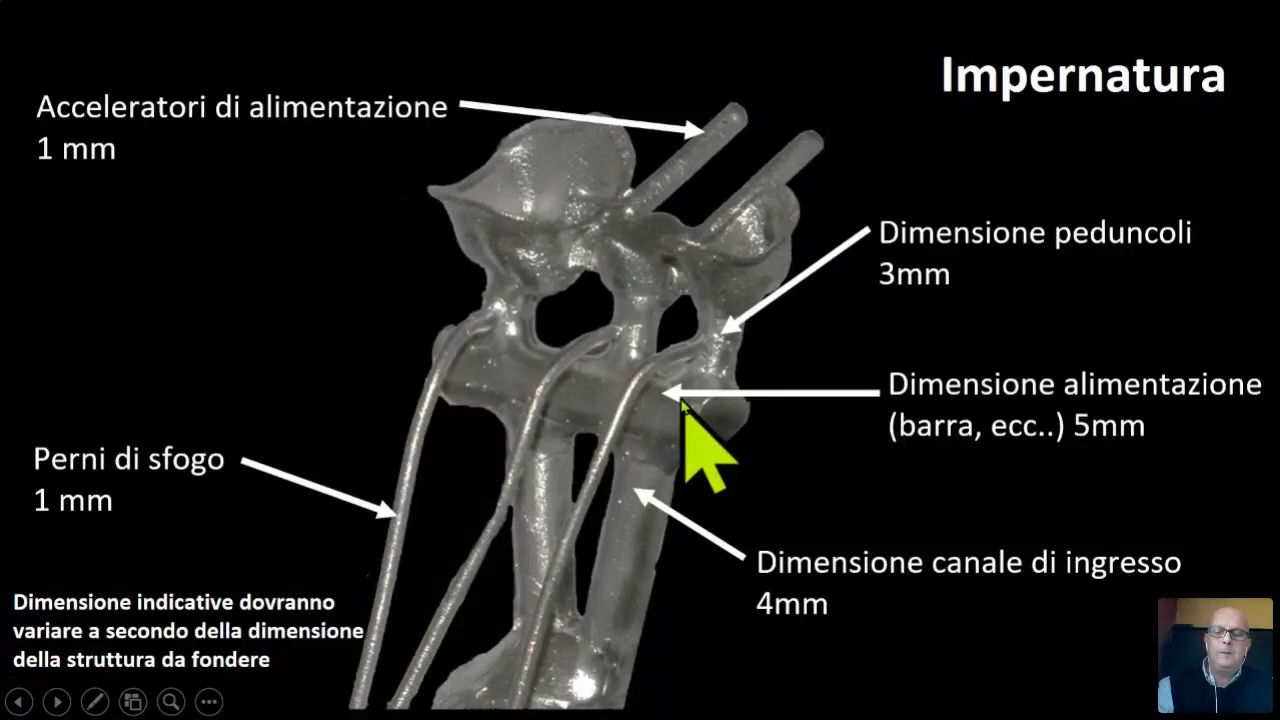 Impernatura
Acceleratori di alimentazione
1 mm
Dimensione peduncoli
3mm
Dimensione alimentazione
(barra, ecc..) 5mm
Perni di sfogo
1 mm
Dimensione canale di ingresso
4mm
Dimensione indicative dovranno
variare a secondo della dimensione
della struttura da fondere